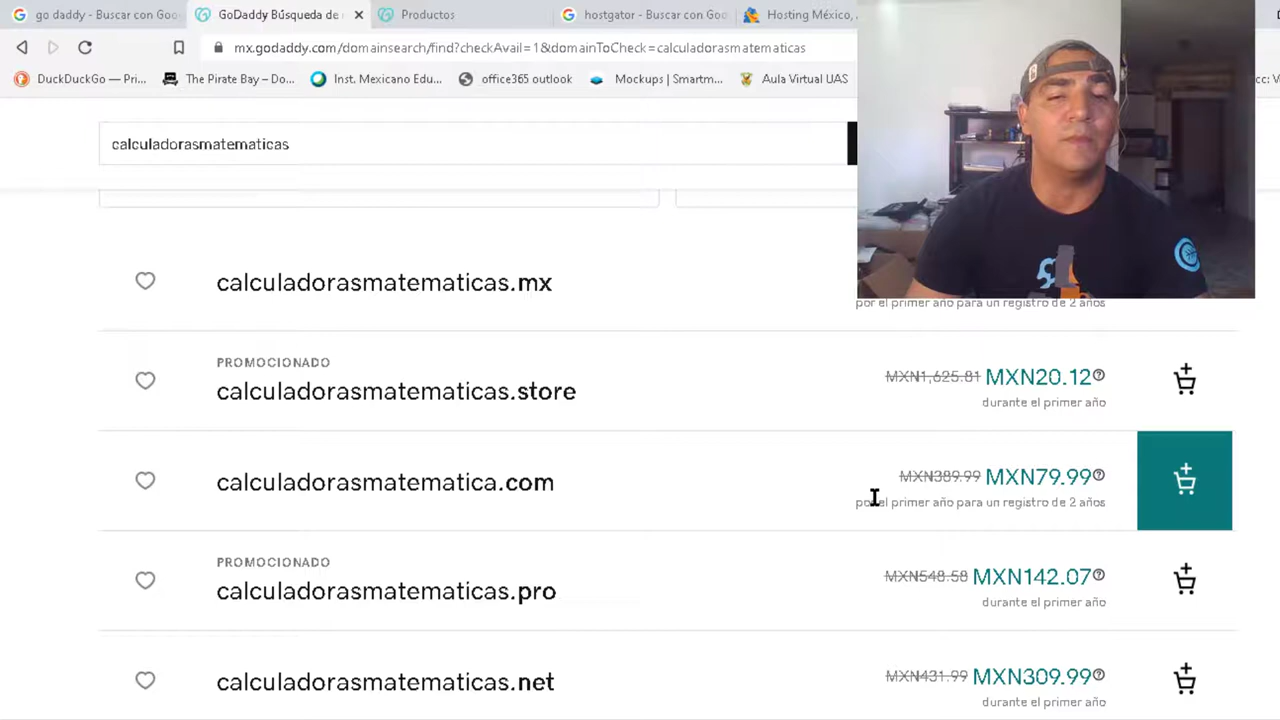 go daddy - Buscar con Goo
GoDaddy Búsqueda de
Productos
hostgator - Buscar con Goo
Hosting México,
mx.godaddy.com/domainsearch/find?checkAvail=1&domainToCheck=calculadorasmatematicas
DuckDuckGo — Pri...
The Pirate Bay – Do...
Inst. Mexicano Edu...
office365 outlook
Mockups | Smartm...
Aula Virtual UAS
calculadorasmatematicas
calculadorasmatematicas.mx
por el primer año para un registro de 2 años
PROMOCIONADO
calculadorasmatematicas.store
MXN1,625.81 MXN20.12
durante el primer año
calculadorasmatematica.com
MXN389.99 MXN79.99
por el primer año para un registro de 2 años
PROMOCIONADO
calculadorasmatematicas.pro
MXN548.58 MXN142.07
durante el primer año
calculadorasmatematicas.net
MXN431.99 MXN309.99
durante el primer año